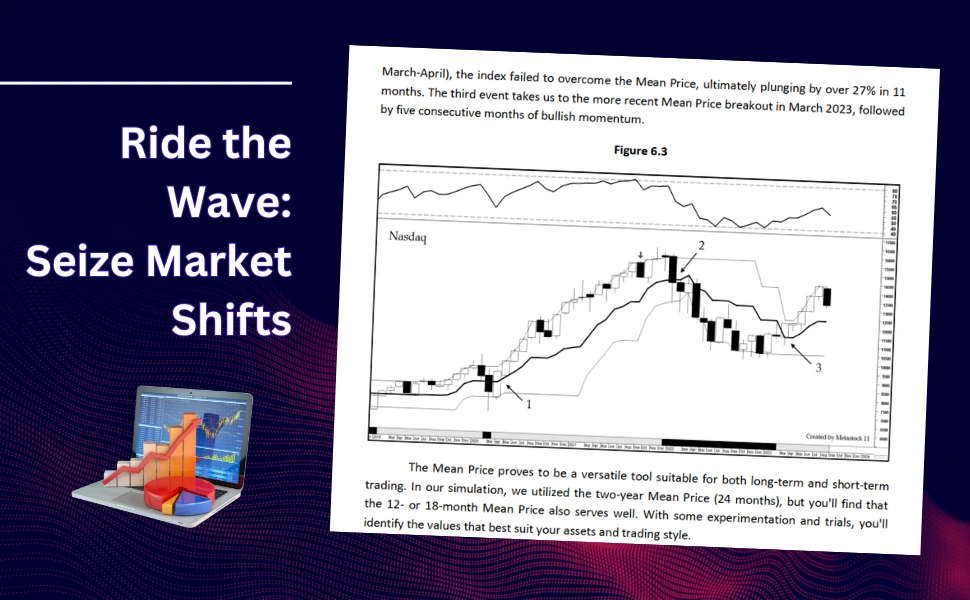 Ride the
Wave:
Seize Market
Shifts
March-April), the index failed to overcome the Mean Price, ultimately plunging by over 27% in 11
months. The third event takes us to the more recent Mean Price breakout in March 2023, followed
by five consecutive months of bullish momentum.
Figure 6.3
Nasdaq
2
1
3
Created by Metastock 11
The Mean Price proves to be a versatile tool suitable for both long-term and short-term
trading. In our simulation, we utilized the two-year Mean Price (24 months), but you'll find that
the 12- or 18-month Mean Price also serves well. With some experimentation and trials, you'll
identify the values that best suit your assets and trading style.